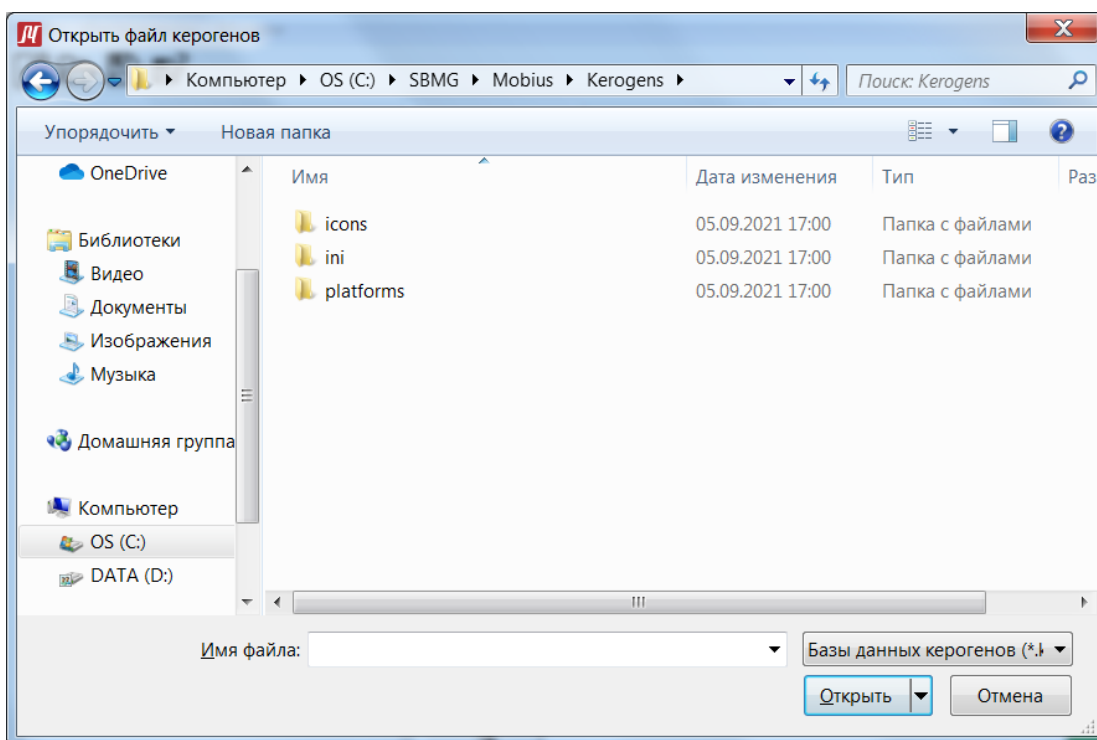 Открыть файл керогенов
Компьютер OS (C:) SBMG Mobius Kerogens
Поиск: Kerogens
Упорядочить Новая папка
OneDrive
Библиотеки
Видео
Документы
Изображения
Музыка
Домашняя группа
Компьютер
OS (C:)
DATA (D:)
Имя Дата изменения Тип Раз
icons 05.09.2021 17:00 Папка с файлами
ini 05.09.2021 17:00 Папка с файлами
platforms 05.09.2021 17:00 Папка с файлами
Имя файла:
Базы данных керогенов (*.k
Открыть Отмена